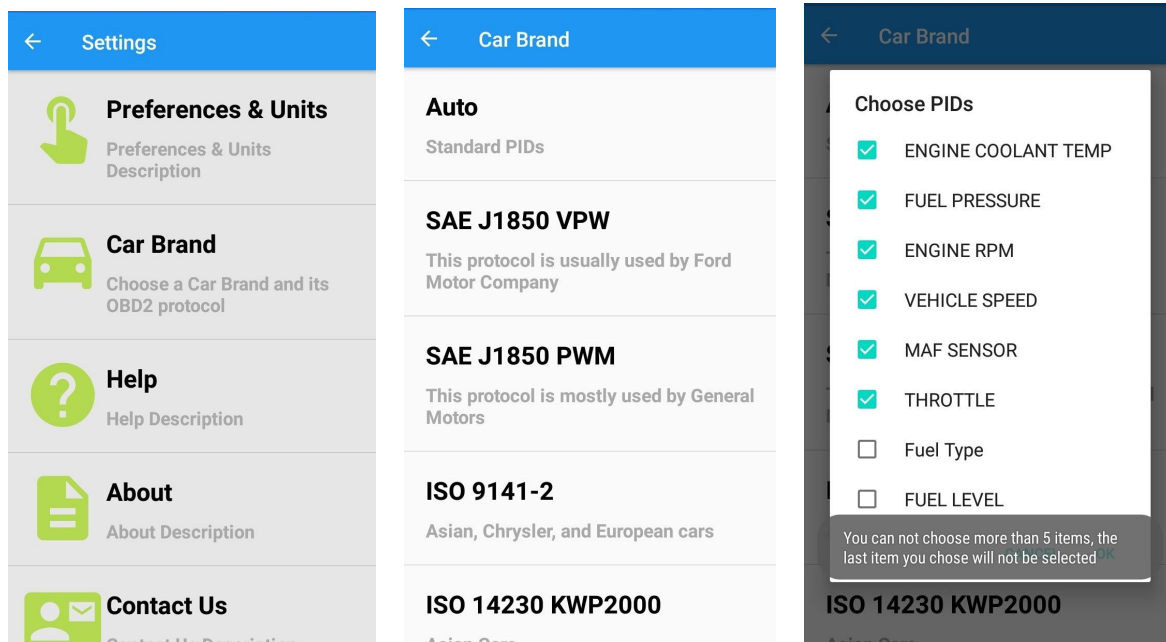 Settings
Preferences & Units
Preferences & Units
Description
Car Brand
Choose a Car Brand and its
OBD2 protocol
Help
Help Description
About
About Description
Contact Us
Car Brand
Auto
Standard PIDs
SAE J1850 VPW
This protocol is usually used by Ford
Motor Company
SAE J1850 PWM
This protocol is mostly used by General
Motors
ISO 9141-2
Asian, Chrysler, and European cars
ISO 14230 KWP2000
Car Brand
Choose PIDs
ENGINE COOLANT TEMP
FUEL PRESSURE
ENGINE RPM
VEHICLE SPEED
MAF SENSOR
THROTTLE
Fuel Type
FUEL LEVEL
You can not choose more than 5 items, the
last item you chose will not be selected
CANCEL OK
ISO 14230 KWP2000